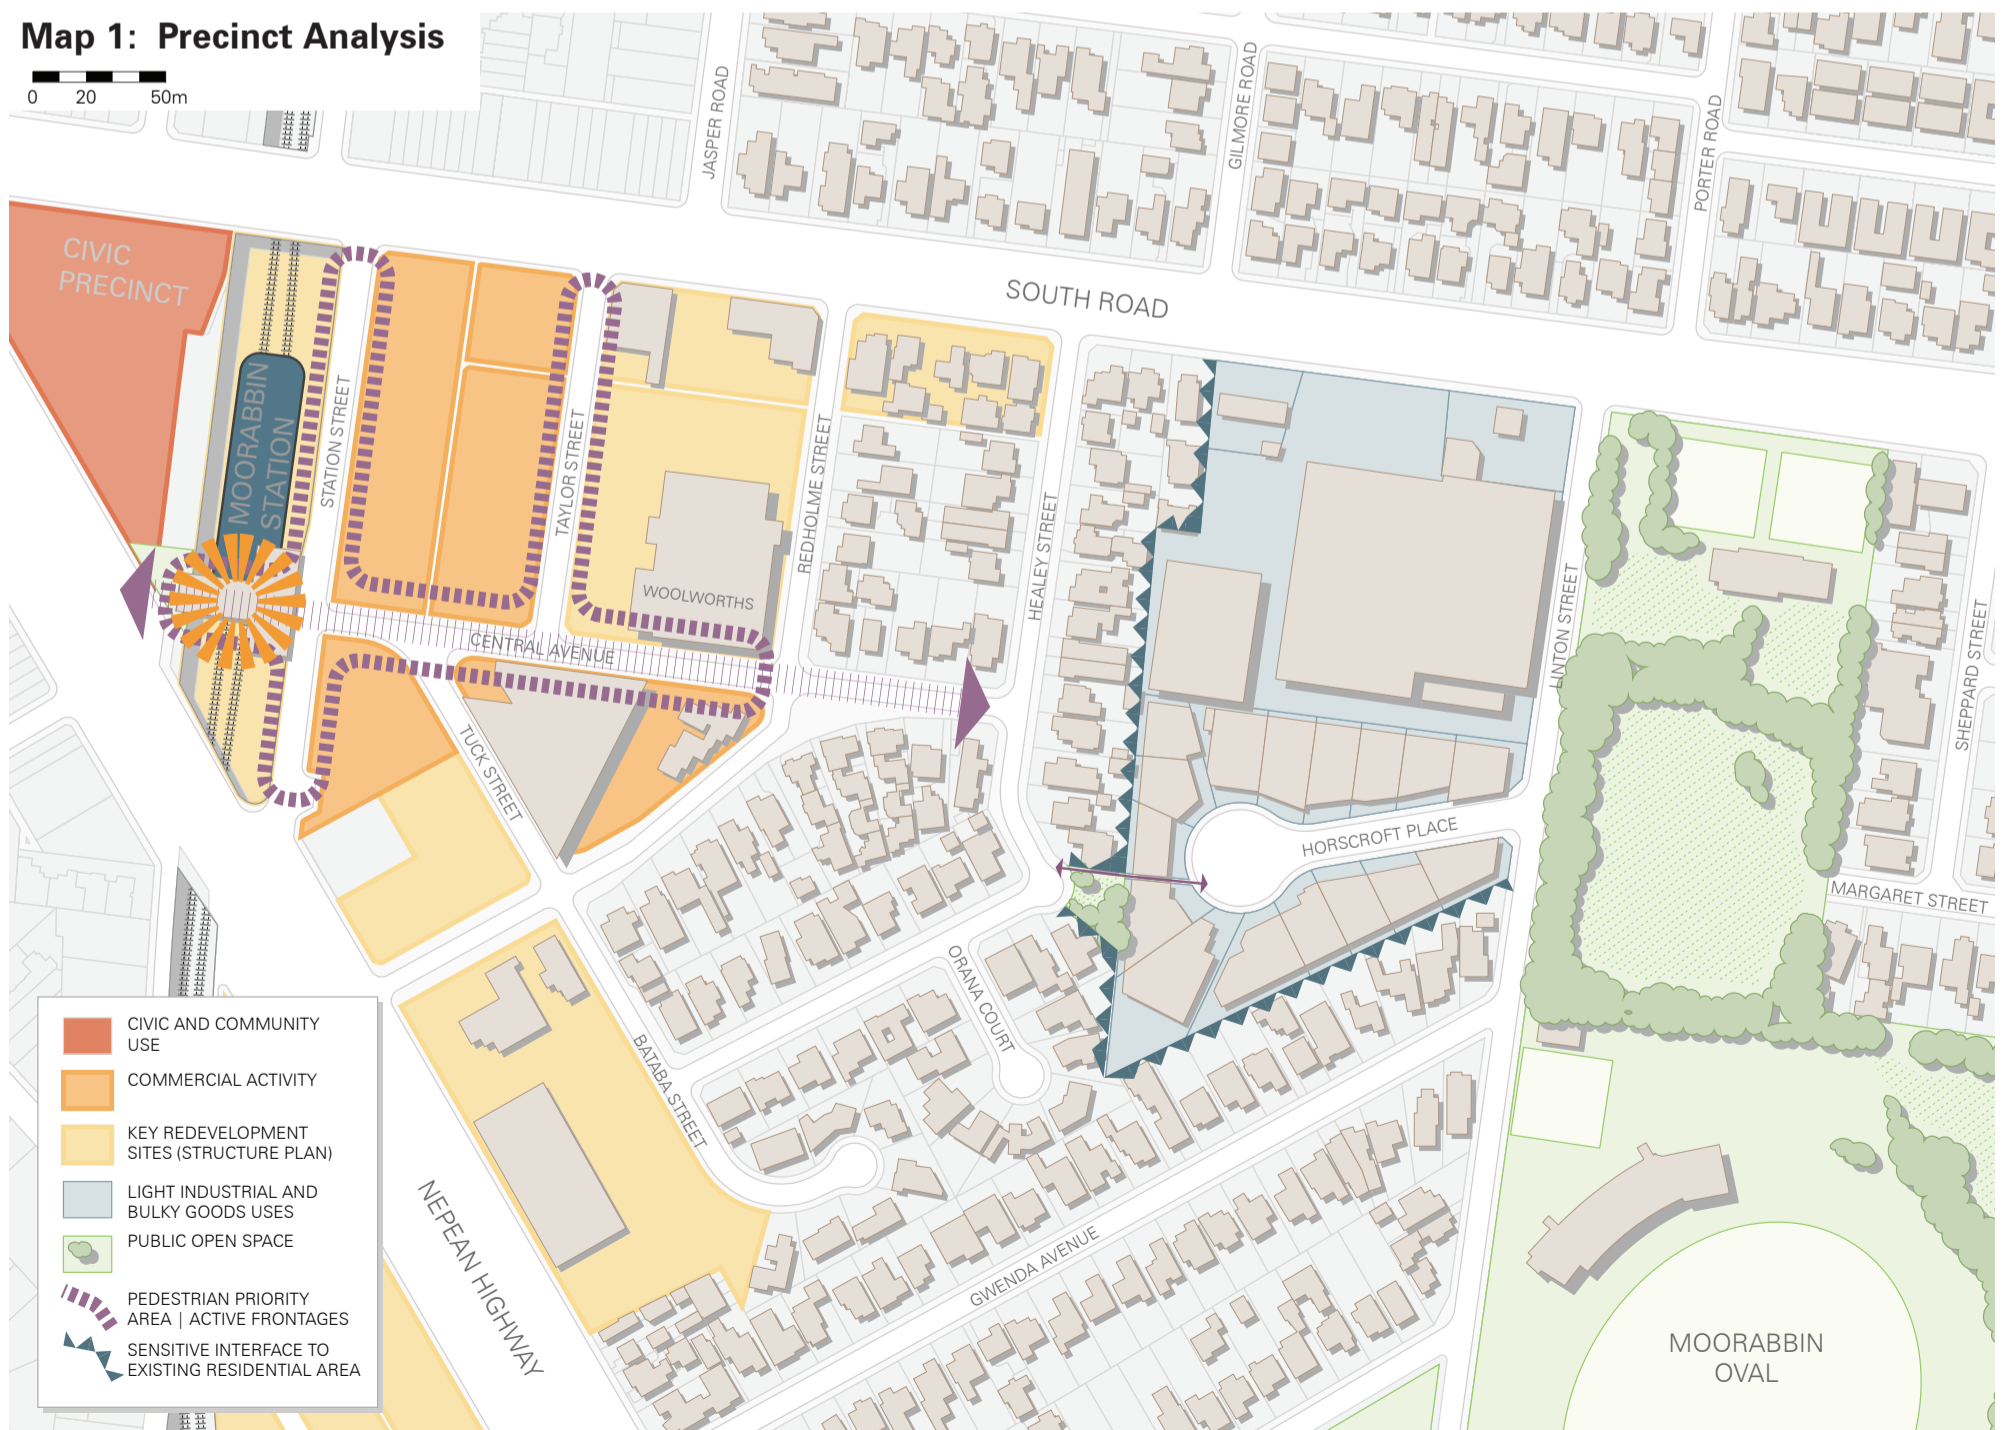 Map 1: Precinct Analysis
0 20 50m
JASPER ROAD
GILMORE ROAD
PORTER ROAD
CIVIC
PRECINCT
SOUTH ROAD
MOORABBIN
STATION
STATION STREET
TAYLOR STREET
REDHOLME STREET
HEALEY STREET
LINTON STREET
SHEPPARD STREET
WOOLWORTHS
CENTRAL AVENUE
TUCK STREET
HORSCROFT PLACE
MARGARET STREET
ORANA COURT
BATABA STREET
NEPEAN HIGHWAY
GWENDA AVENUE
MOORABBIN
OVAL
CIVIC AND COMMUNITY
USE
COMMERCIAL ACTIVITY
KEY REDEVELOPMENT
SITES (STRUCTURE PLAN)
LIGHT INDUSTRIAL AND
BULKY GOODS USES
PUBLIC OPEN SPACE
PEDESTRIAN PRIORITY
AREA | ACTIVE FRONTAGES
SENSITIVE INTERFACE TO
EXISTING RESIDENTIAL AREA